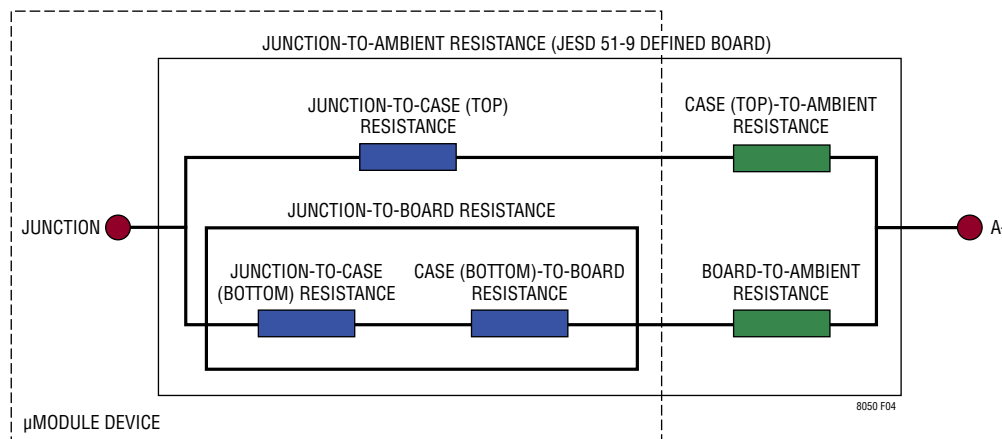 JUNCTION-TO-AMBIENT RESISTANCE (JESD 51-9 DEFINED BOARD)
JUNCTION-TO-CASE (TOP)
RESISTANCE
CASE (TOP)-TO-AMBIENT
RESISTANCE
JUNCTION
JUNCTION-TO-BOARD RESISTANCE
A
JUNCTION-TO-CASE
(BOTTOM) RESISTANCE
CASE (BOTTOM)-TO-BOARD
RESISTANCE
BOARD-TO-AMBIENT
RESISTANCE
8050 F04
µMODULE DEVICE